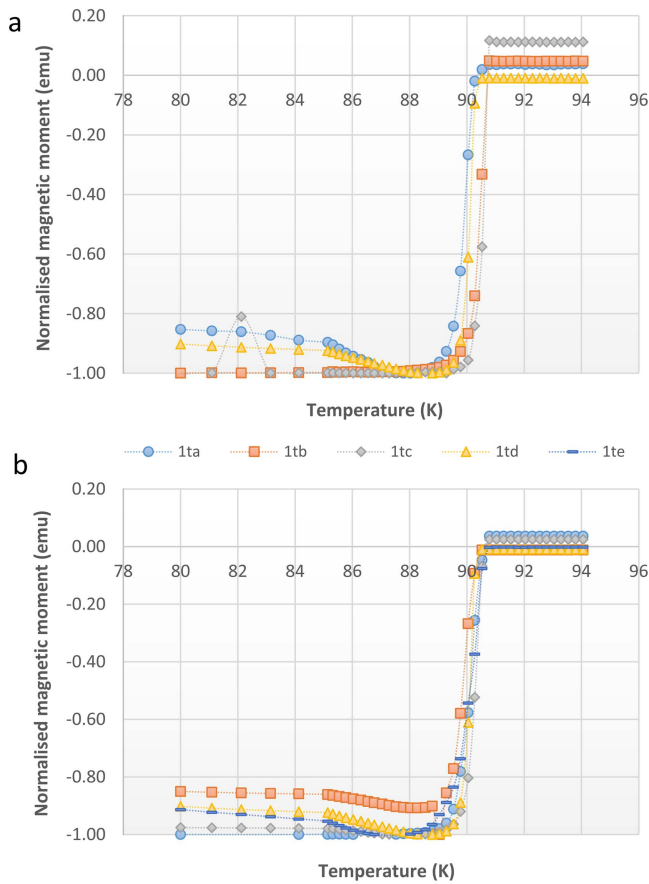 a
0.20
0.00
78 80 82 84 86 88 90 92 94 96
-0.20
-0.40
-0.60
-0.80
-1.00
Normalised magnetic moment (emu)
Temperature (K)
1ta 1tb 1tc 1td 1te
b
0.20
0.00
78 80 82 84 86 88 90 92 94 96
-0.20
-0.40
-0.60
-0.80
-1.00
Normalised magnetic moment (emu)
Temperature (K)